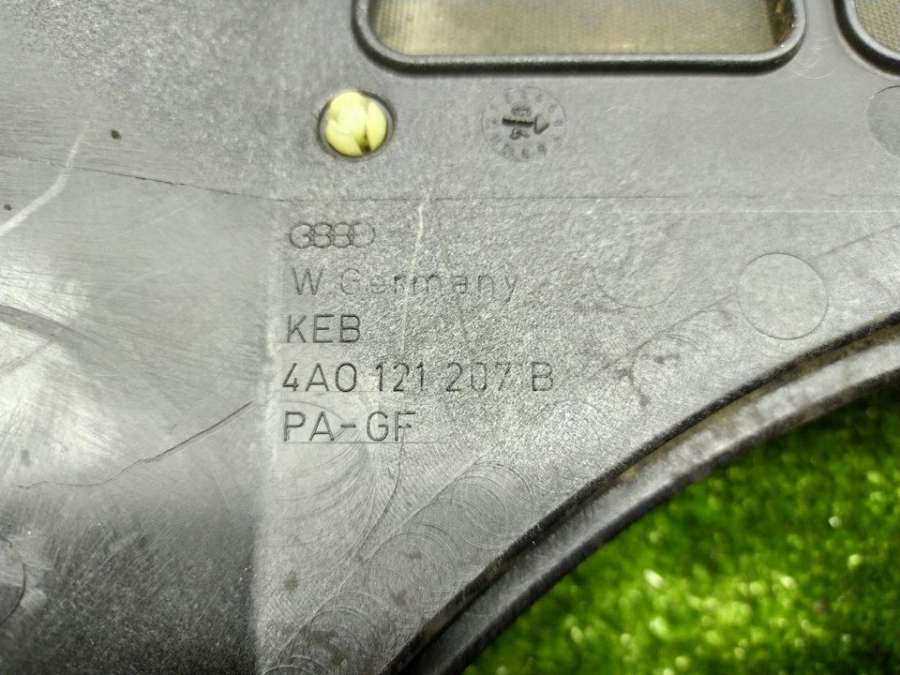 W.Germany
KEB
4A0 121 207 B
PA-GF